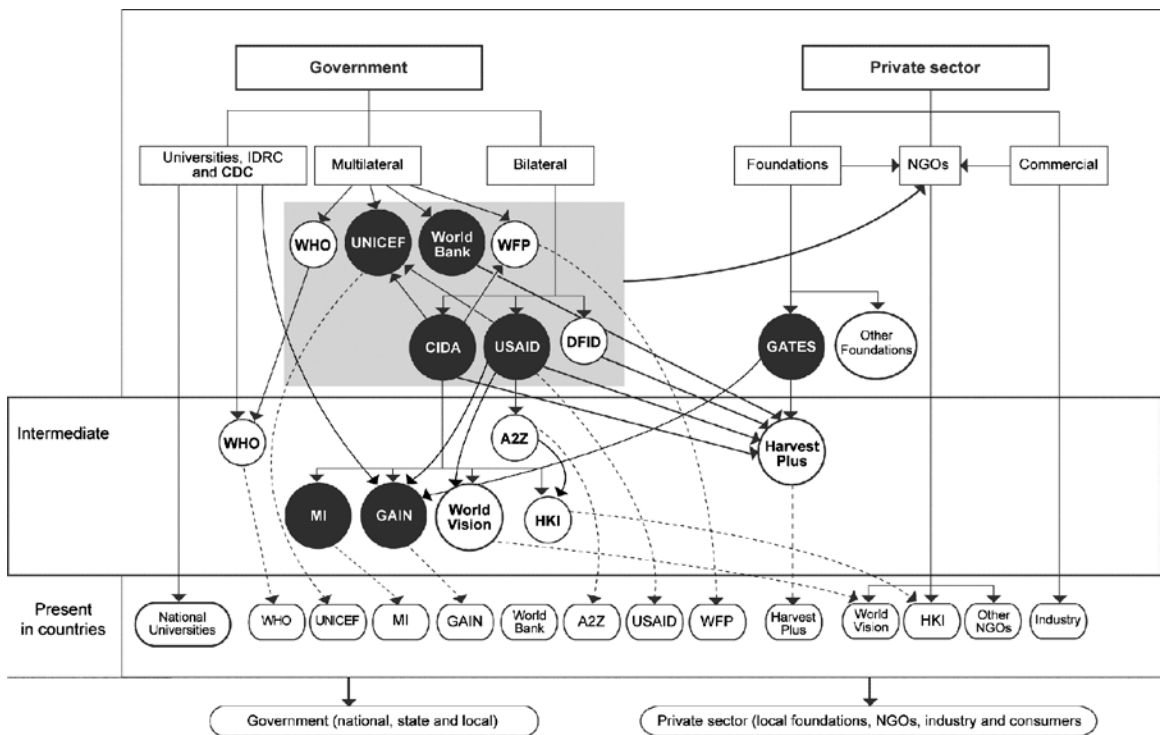 Government
Private sector
Universities, IDRC
and CDC
Multilateral
Bilateral
Foundations
NGOs
Commercial
WHO
UNICEF
World
Bank
WFP
CIDA
USAID
DFID
GATES
Other
Foundations
Intermediate
WHO
A2Z
Harvest
Plus
MI
GAIN
World
Vision
HKI
Present
in countries
National
Universities
WHO
UNICEF
MI
GAIN
World
Bank
A2Z
USAID
WFP
Harvest
Plus
World
Vision
HKI
Other
NGOs
Industry
Government (national, state and local)
Private sector (local foundations, NGOs, industry and consumers